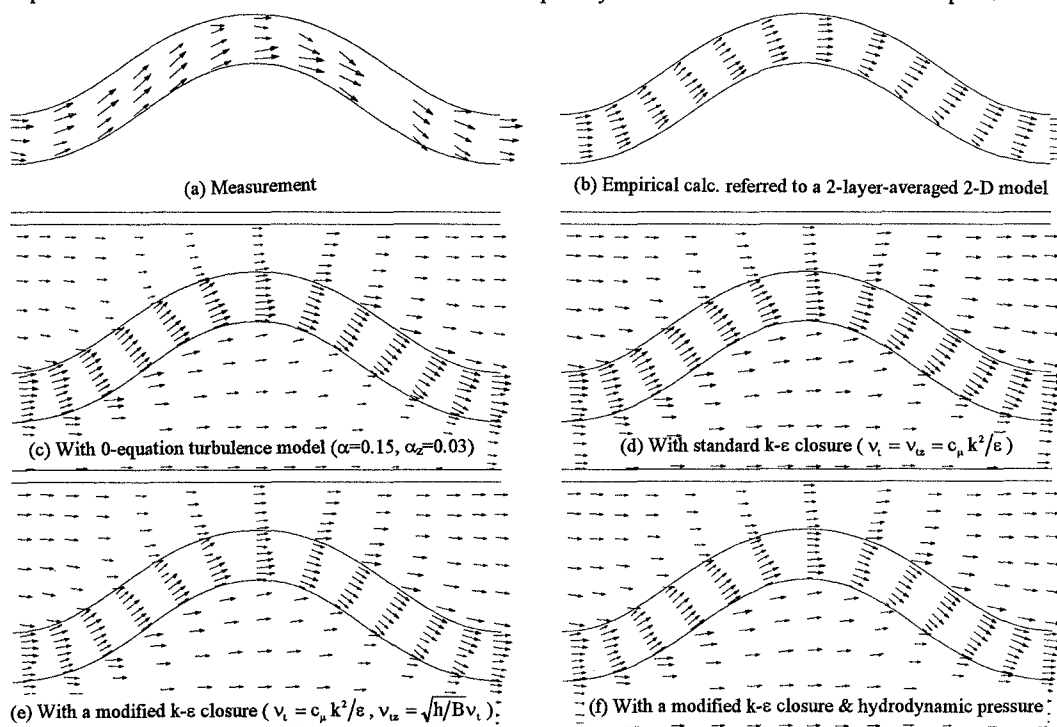 (a) Measurement
(b) Empirical calc. referred to a 2-layer-averaged 2-D model
(c) With 0-equation turbulence model (α=0.15, α_z=0.03)
(d) With standard k-ε closure ( ν_t = ν_tz = c_μ k²/ε )
(e) With a modified k-ε closure ( ν_t = c_μ k²/ε , ν_tz = √(h/B) ν_t )
(f) With a modified k-ε closure & hydrodynamic pressure